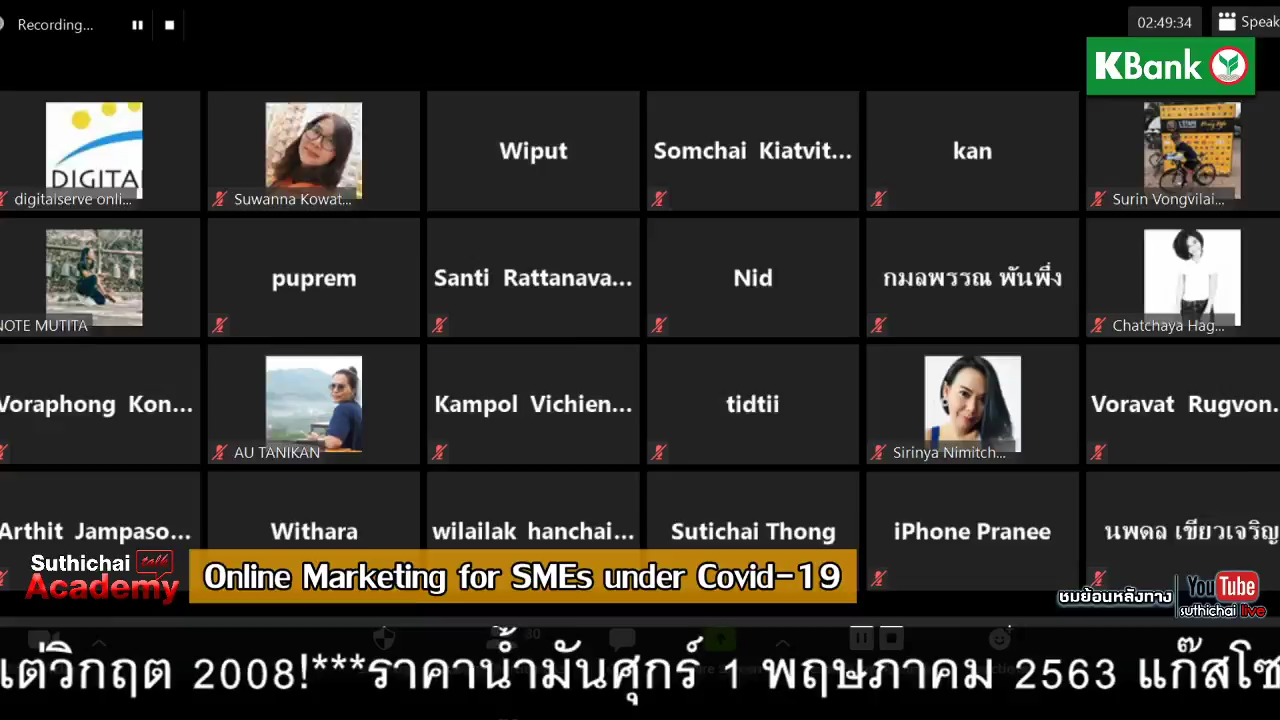 Recording...
02:49:34
Speak
KBank
DIGITA
digitalserve onli...
Suwanna Kowat...
Wiput
Somchai Kiatvit...
kan
Surin Vongvilai...
NOTE MUTITA
puprem
Santi Rattanava...
Nid
กมลพรรณ พันพึ่ง
Chatchaya Hag...
Voraphong Kon...
AU TANIKAN
Kampol Vichien...
tidtii
Sirinya Nimitch...
Voravat Rugvon.
Arthit Jampaso...
Withara
wilailak hanchai...
Sutichai Thong
iPhone Pranee
นพดล เขียวเจริญ
Suthichai talk
Academy
Online Marketing for SMEs under Covid-19
ชมย้อนหลังทาง
YouTube
suthichai live
30
แต่วิกฤต 2008!***ราคาน้ำมันศุกร์ 1 พฤษภาคม 2563 แก๊สโซ